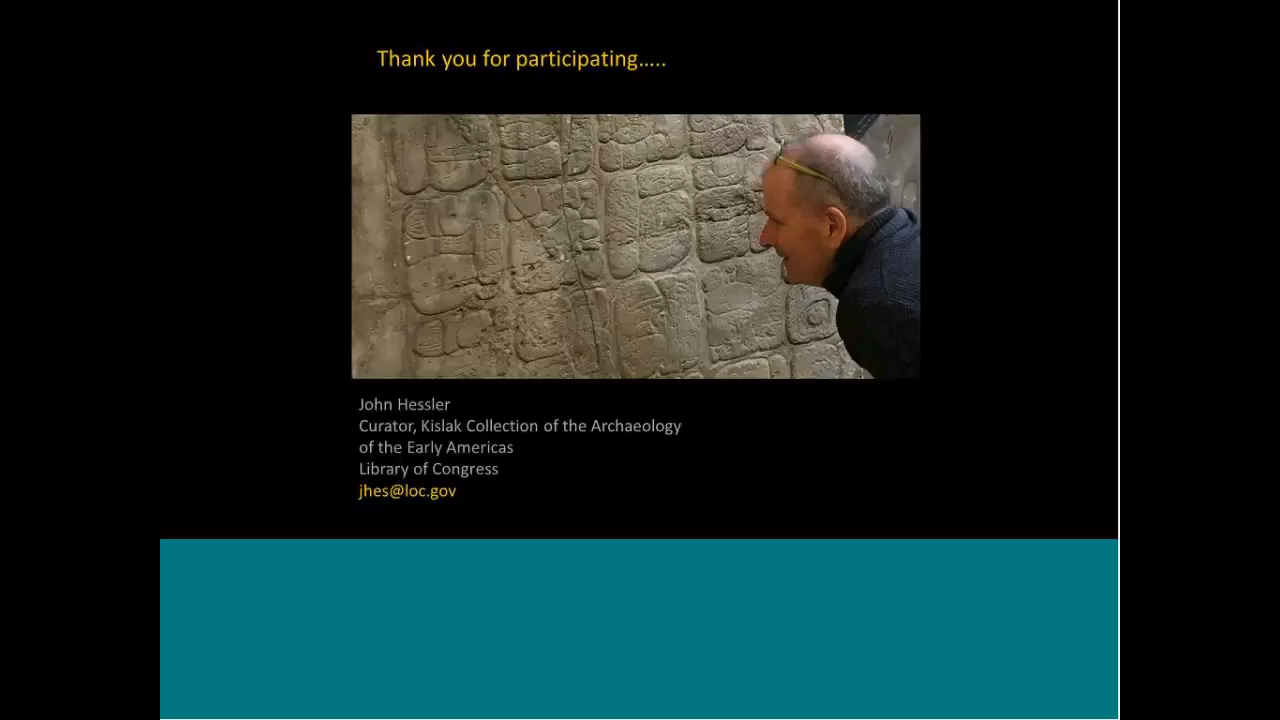 Thank you for participating.....
John Hessler
Curator, Kislak Collection of the Archaeology
of the Early Americas
Library of Congress
jhes@loc.gov